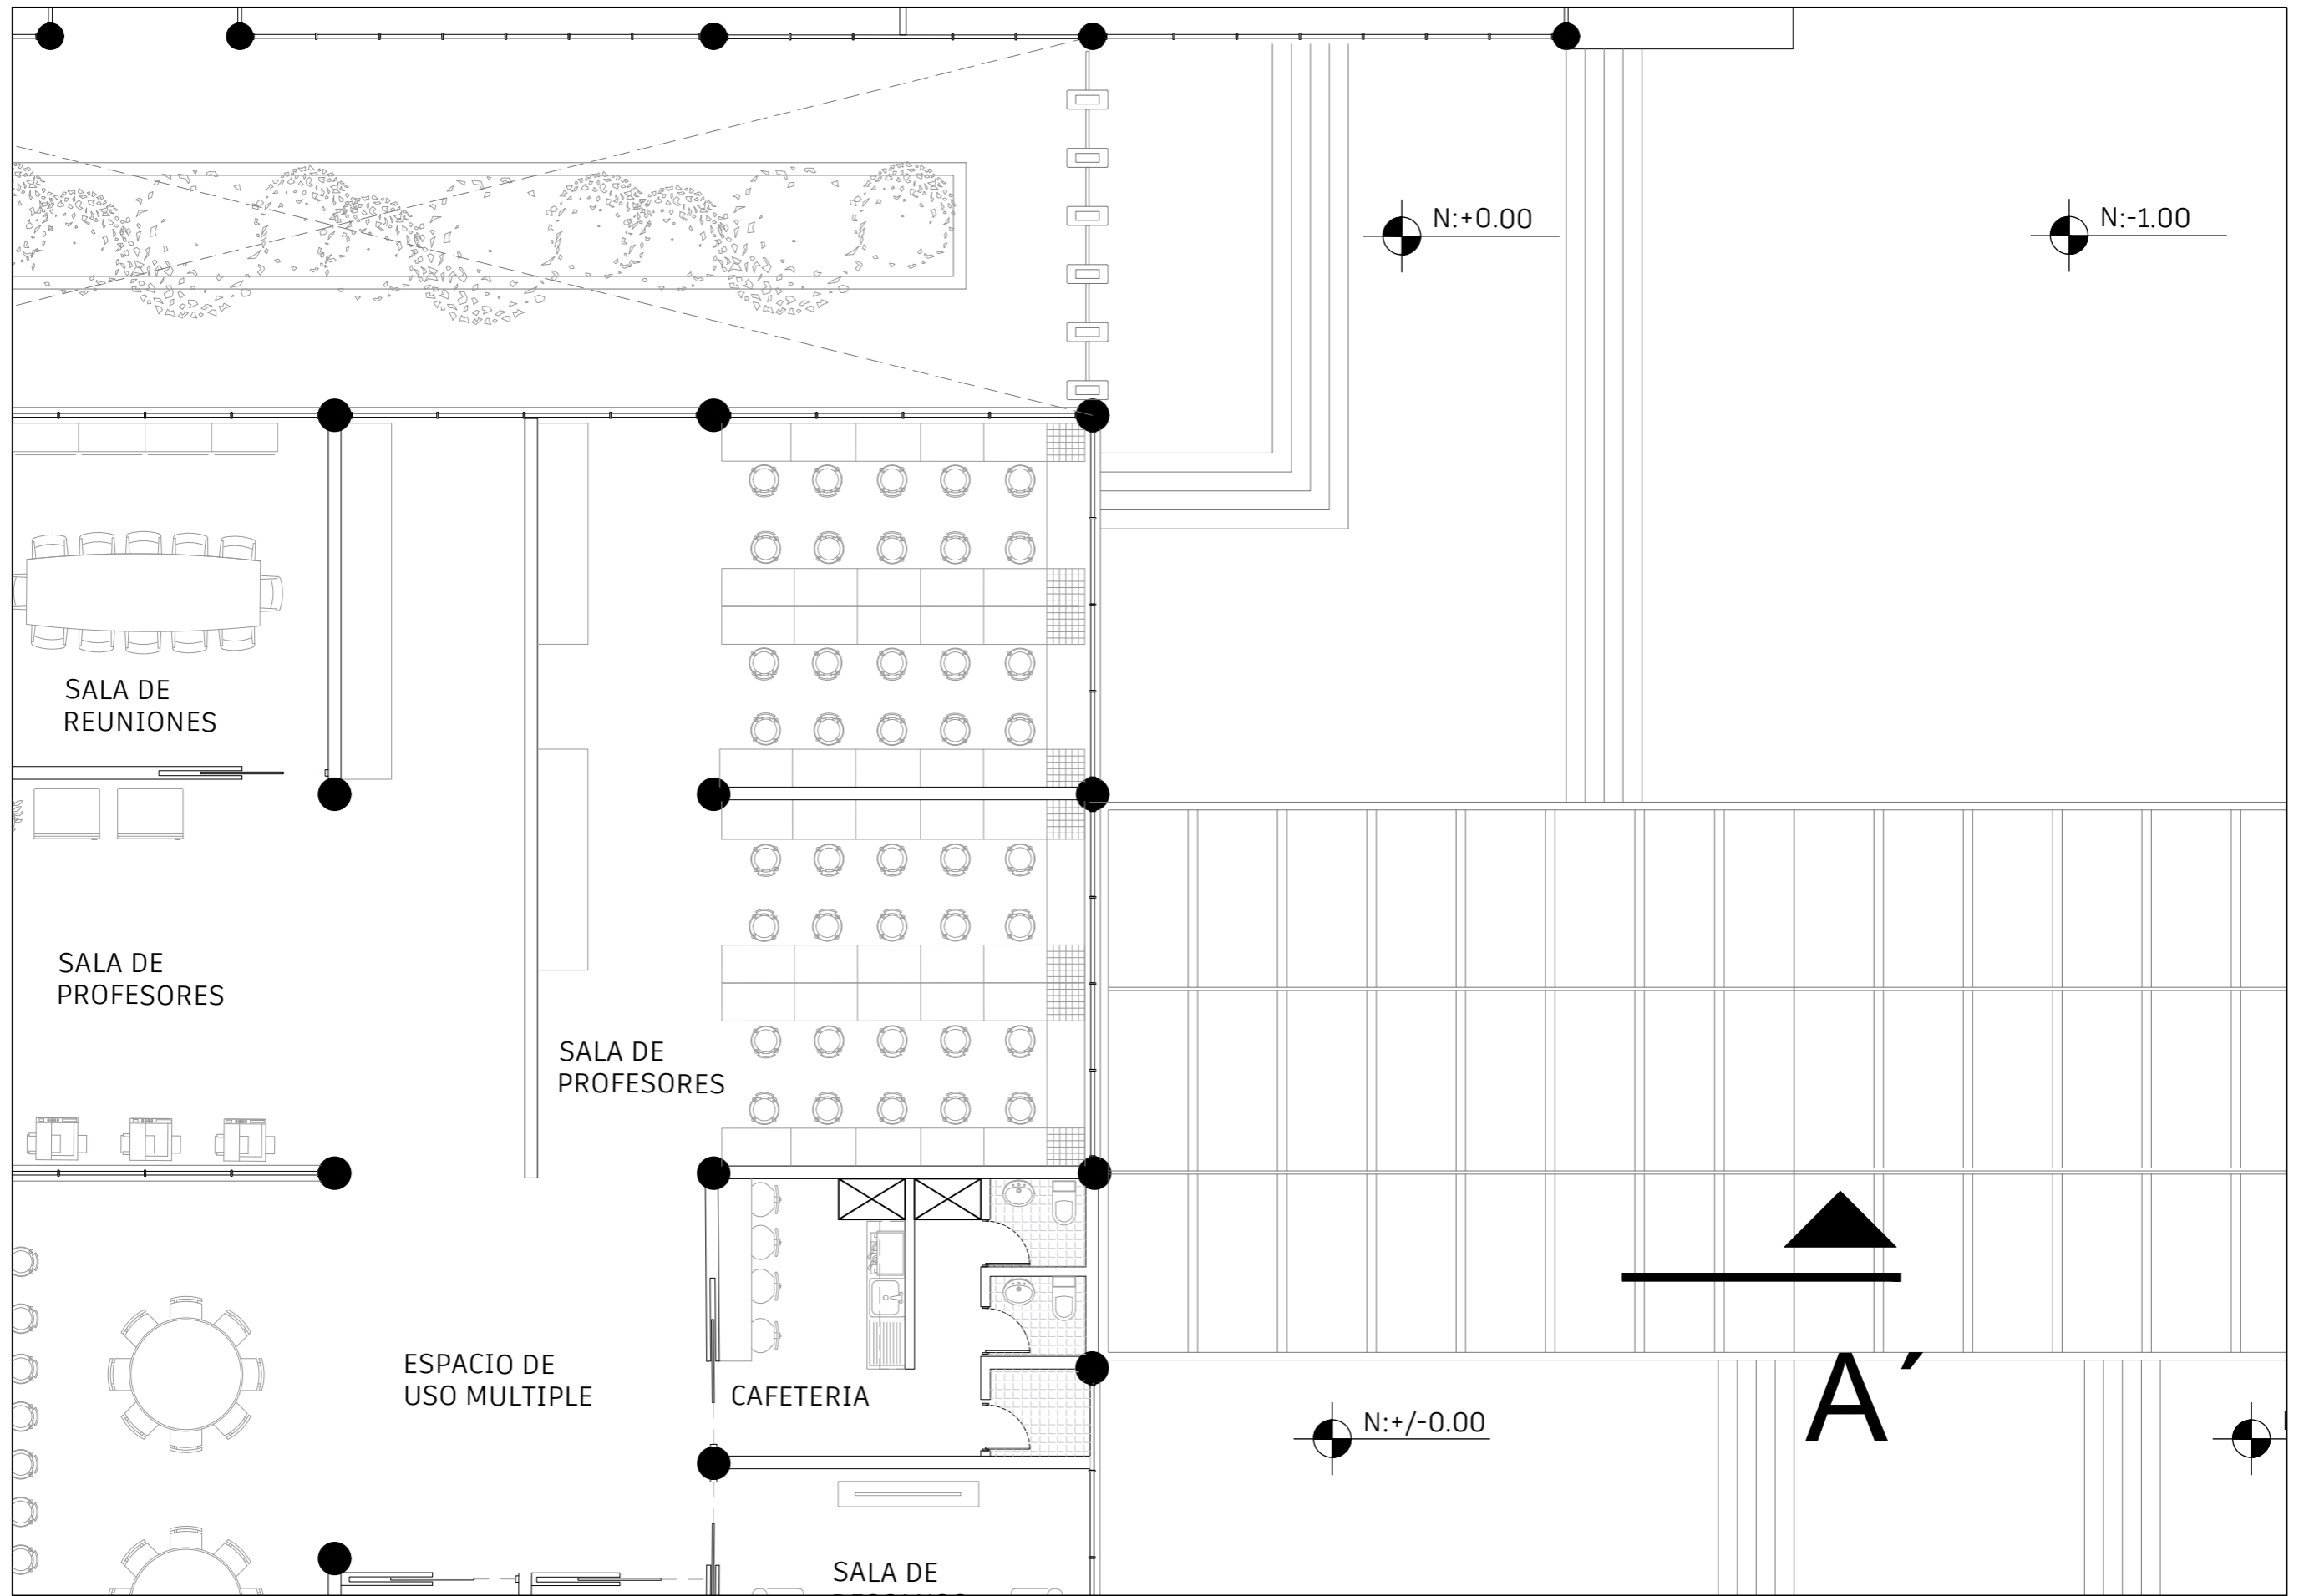 N:+0.00
N:-1.00
SALA DE
REUNIONES
SALA DE
PROFESORES
SALA DE
PROFESORES
ESPACIO DE
USO MULTIPLE
CAFETERIA
N:+/-0.00
A´
SALA DE